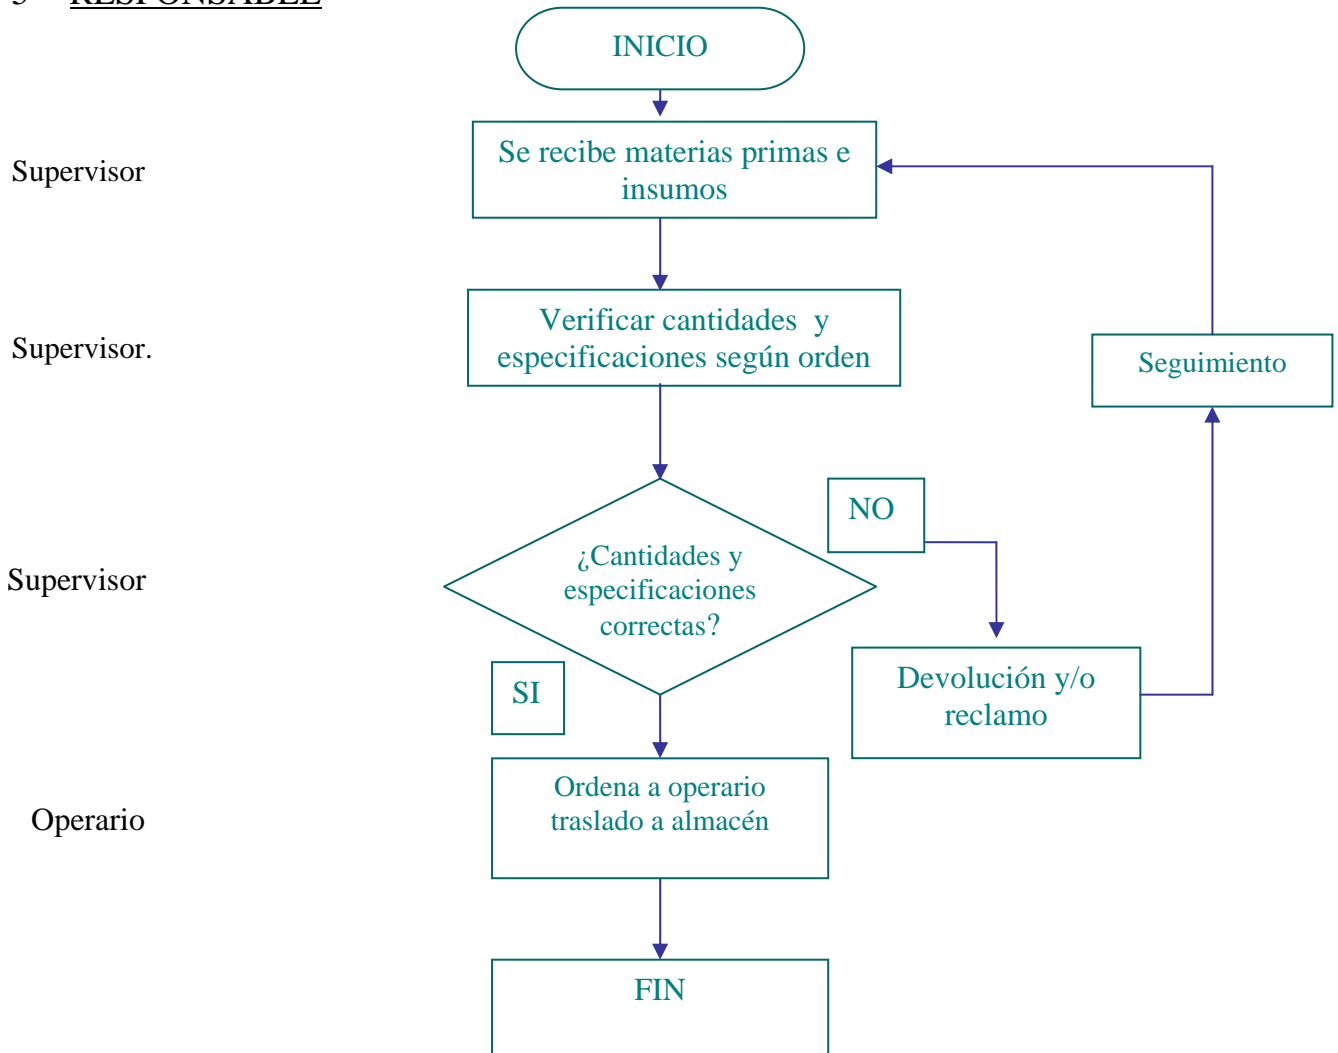 RESPONSABLE
INICIO
Supervisor
Se recibe materias primas e
insumos
Supervisor.
Verificar cantidades y
especificaciones según orden
Seguimiento
NO
Supervisor
¿Cantidades y
especificaciones
correctas?
SI
Devolución y/o
reclamo
Operario
Ordena a operario
traslado a almacén
FIN